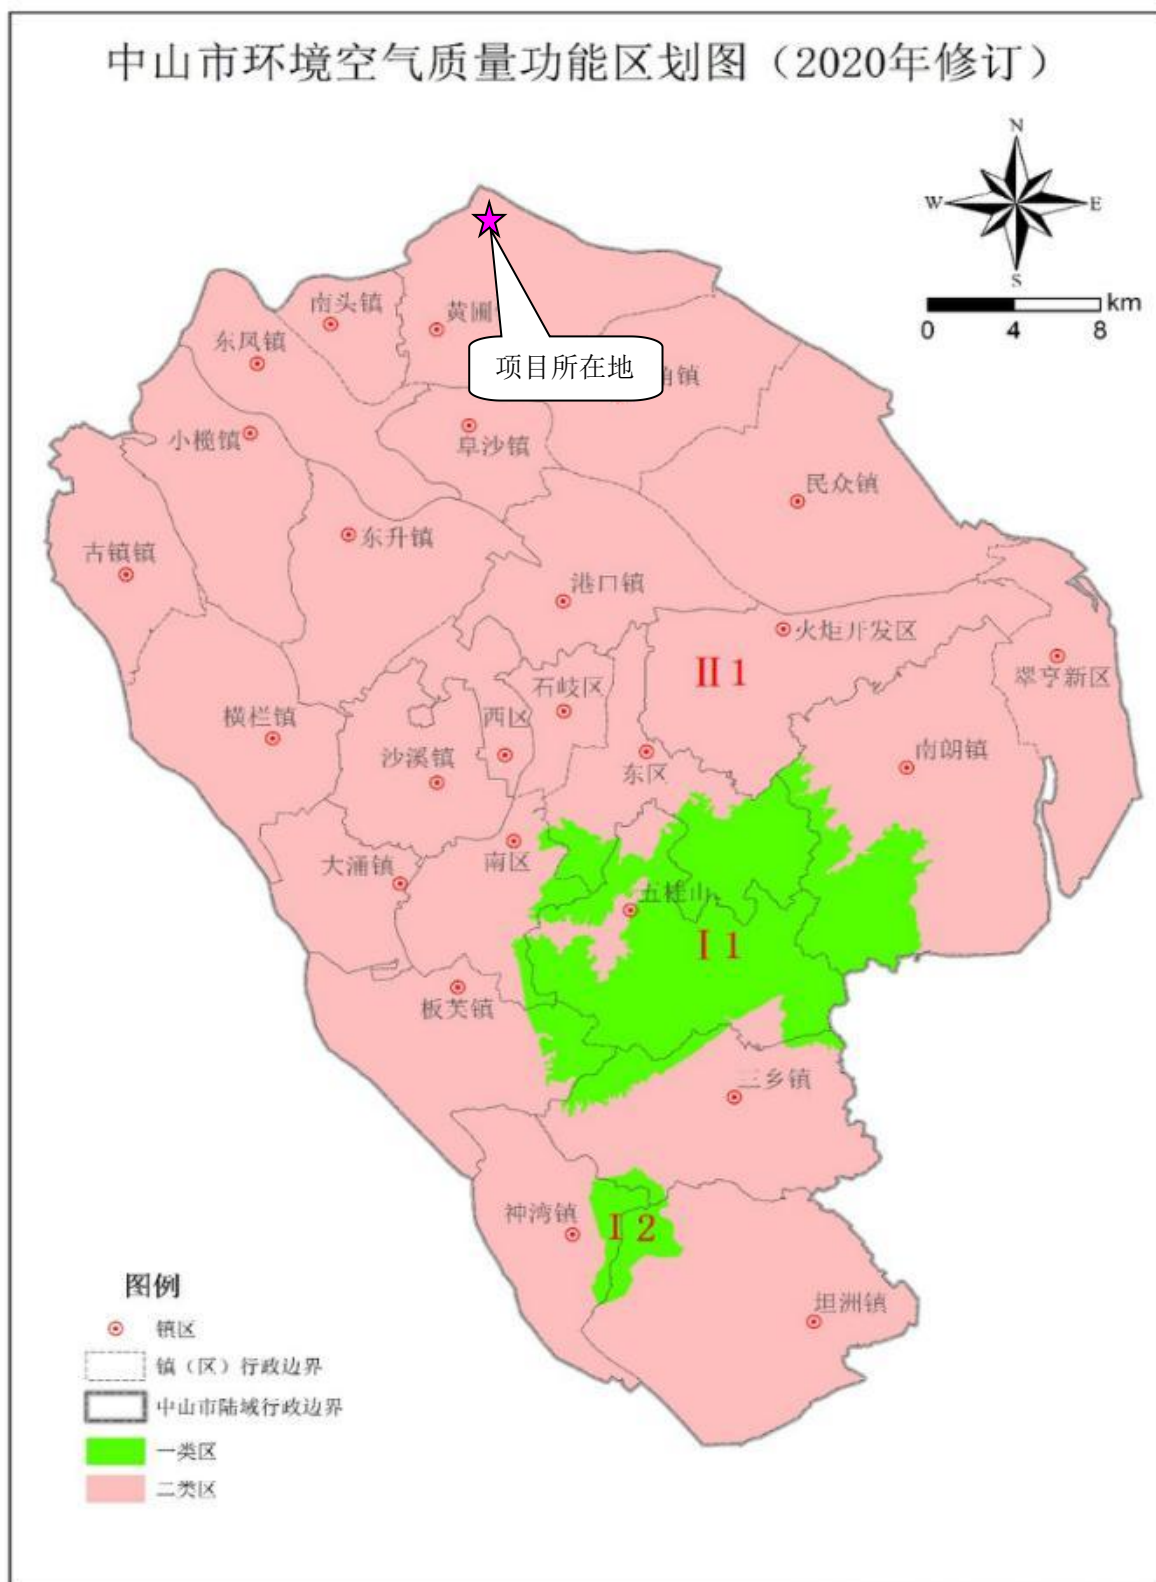 中山市环境空气质量功能区划图（2020年修订）
N
W
E
S
km
0
4
8
南头镇
黄圃
东凤镇
项目所在地
角镇
小榄镇
阜沙镇
民众镇
东升镇
古镇镇
港口镇
火炬开发区
II 1
石岐区
翠亨新区
横栏镇
西区
沙溪镇
东区
南朗镇
大涌镇
南区
五桂山
I 1
板芙镇
三乡镇
神湾镇
I 2
坦洲镇
图例
镇区
镇（区）行政边界
中山市陆域行政边界
一类区
二类区